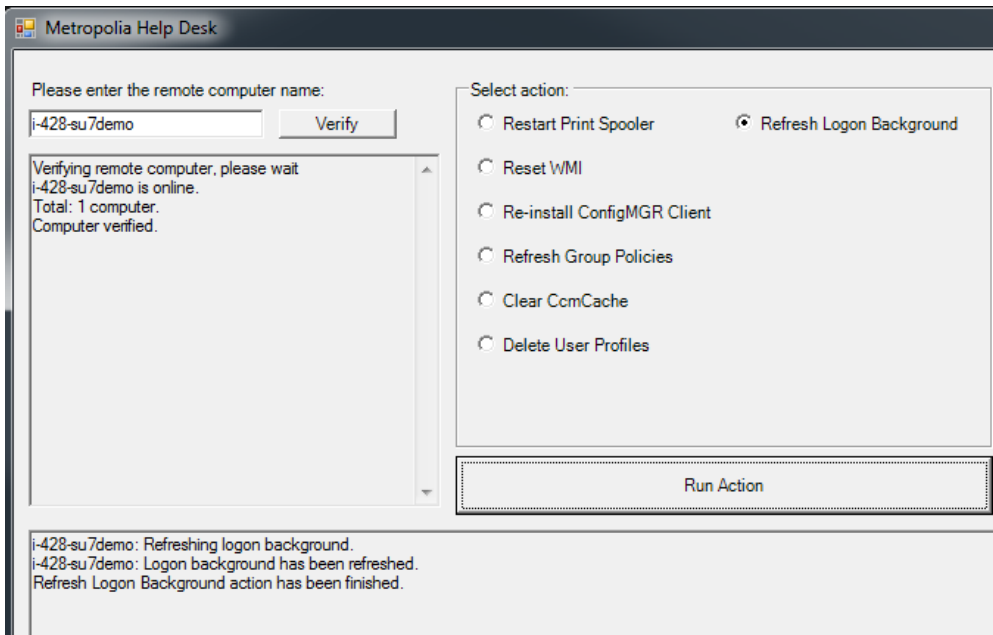 Metropolia Help Desk
Please enter the remote computer name:
i-428-su7demo
Verify
Verifying remote computer, please wait
i-428-su7demo is online.
Total: 1 computer.
Computer verified.
Select action:
Restart Print Spooler
Refresh Logon Background
Reset WMI
Re-install ConfigMGR Client
Refresh Group Policies
Clear CcmCache
Delete User Profiles
Run Action
i-428-su7demo: Refreshing logon background.
i-428-su7demo: Logon background has been refreshed.
Refresh Logon Background action has been finished.